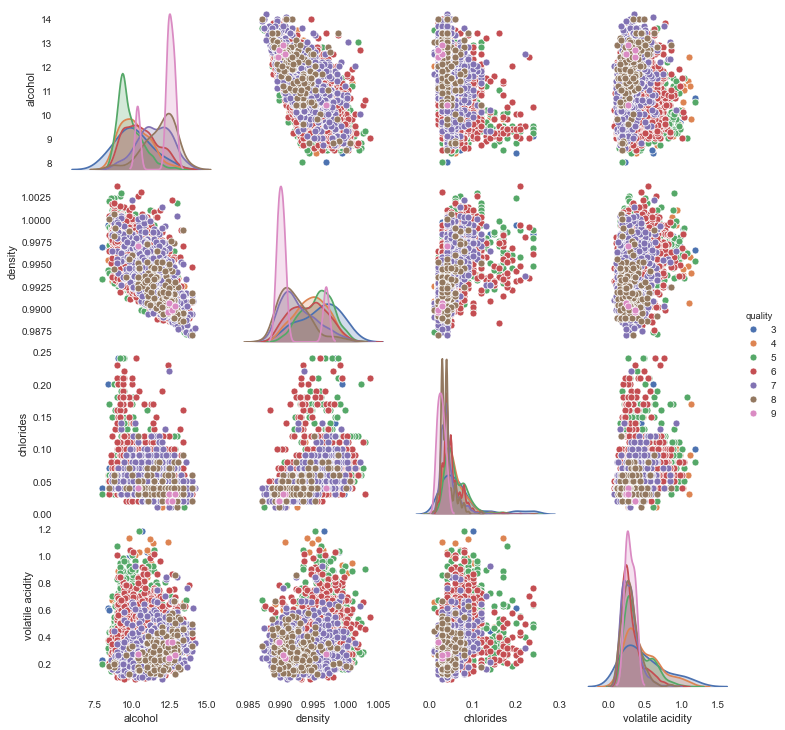 14
13
12
11
10
9
8
alcohol
1.0025
1.0000
0.9975
0.9950
0.9925
0.9900
0.9875
density
0.25
0.20
0.15
0.10
0.05
0.00
chlorides
1.2
1.0
0.8
0.6
0.4
0.2
volatile acidity
7.5 10.0 12.5 15.0
alcohol
0.985 0.990 0.995 1.000 1.005
density
0.0 0.1 0.2 0.3
chlorides
0.0 0.5 1.0 1.5
volatile acidity
quality
3
4
5
6
7
8
9